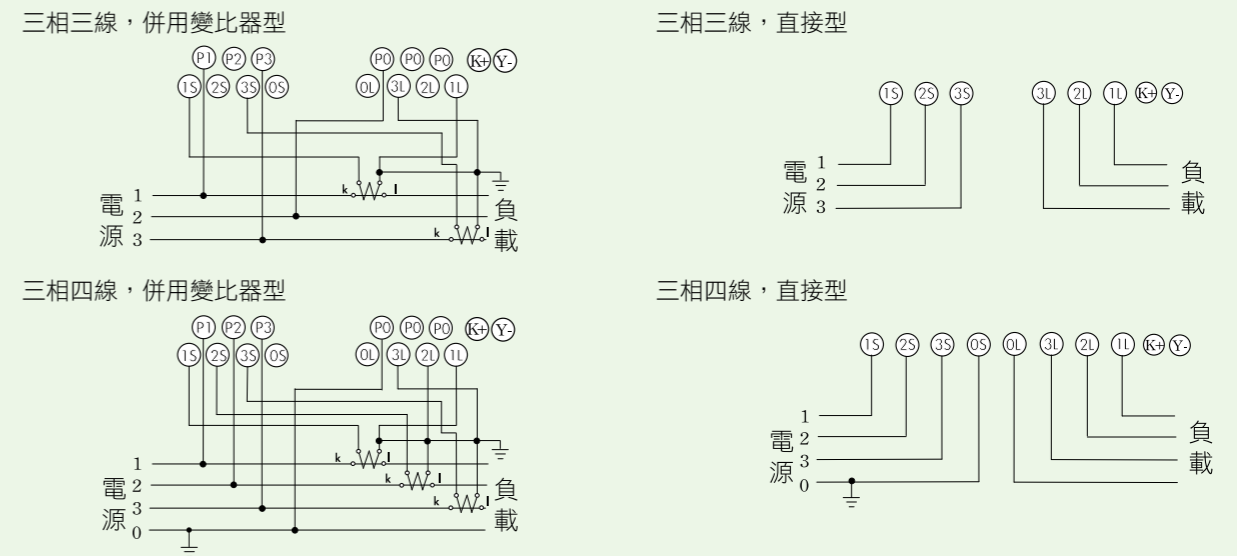 三相三線，併用變比器型
P1 P2 P3 P0 P0 P0 K+ Y-
1S 2S 3S 0S 0L 3L 2L 1L
電源
1
2
3
k l
k l
負載
三相三線，直接型
1S 2S 3S 3L 2L 1L K+ Y-
電源
1
2
3
負載
三相四線，併用變比器型
P1 P2 P3 P0 P0 P0 K+ Y-
1S 2S 3S 0S 0L 3L 2L 1L
電源
1
2
3
0
k l
k l
k l
負載
三相四線，直接型
1S 2S 3S 0S 0L 3L 2L 1L K+ Y-
電源
1
2
3
0
負載